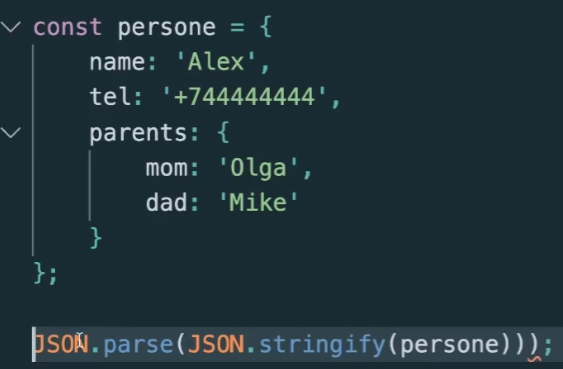 const persone = {
    name: 'Alex',
    tel: '+744444444',
    parents: {
        mom: 'Olga',
        dad: 'Mike'
    }
};
JSON.parse(JSON.stringify(persone)));